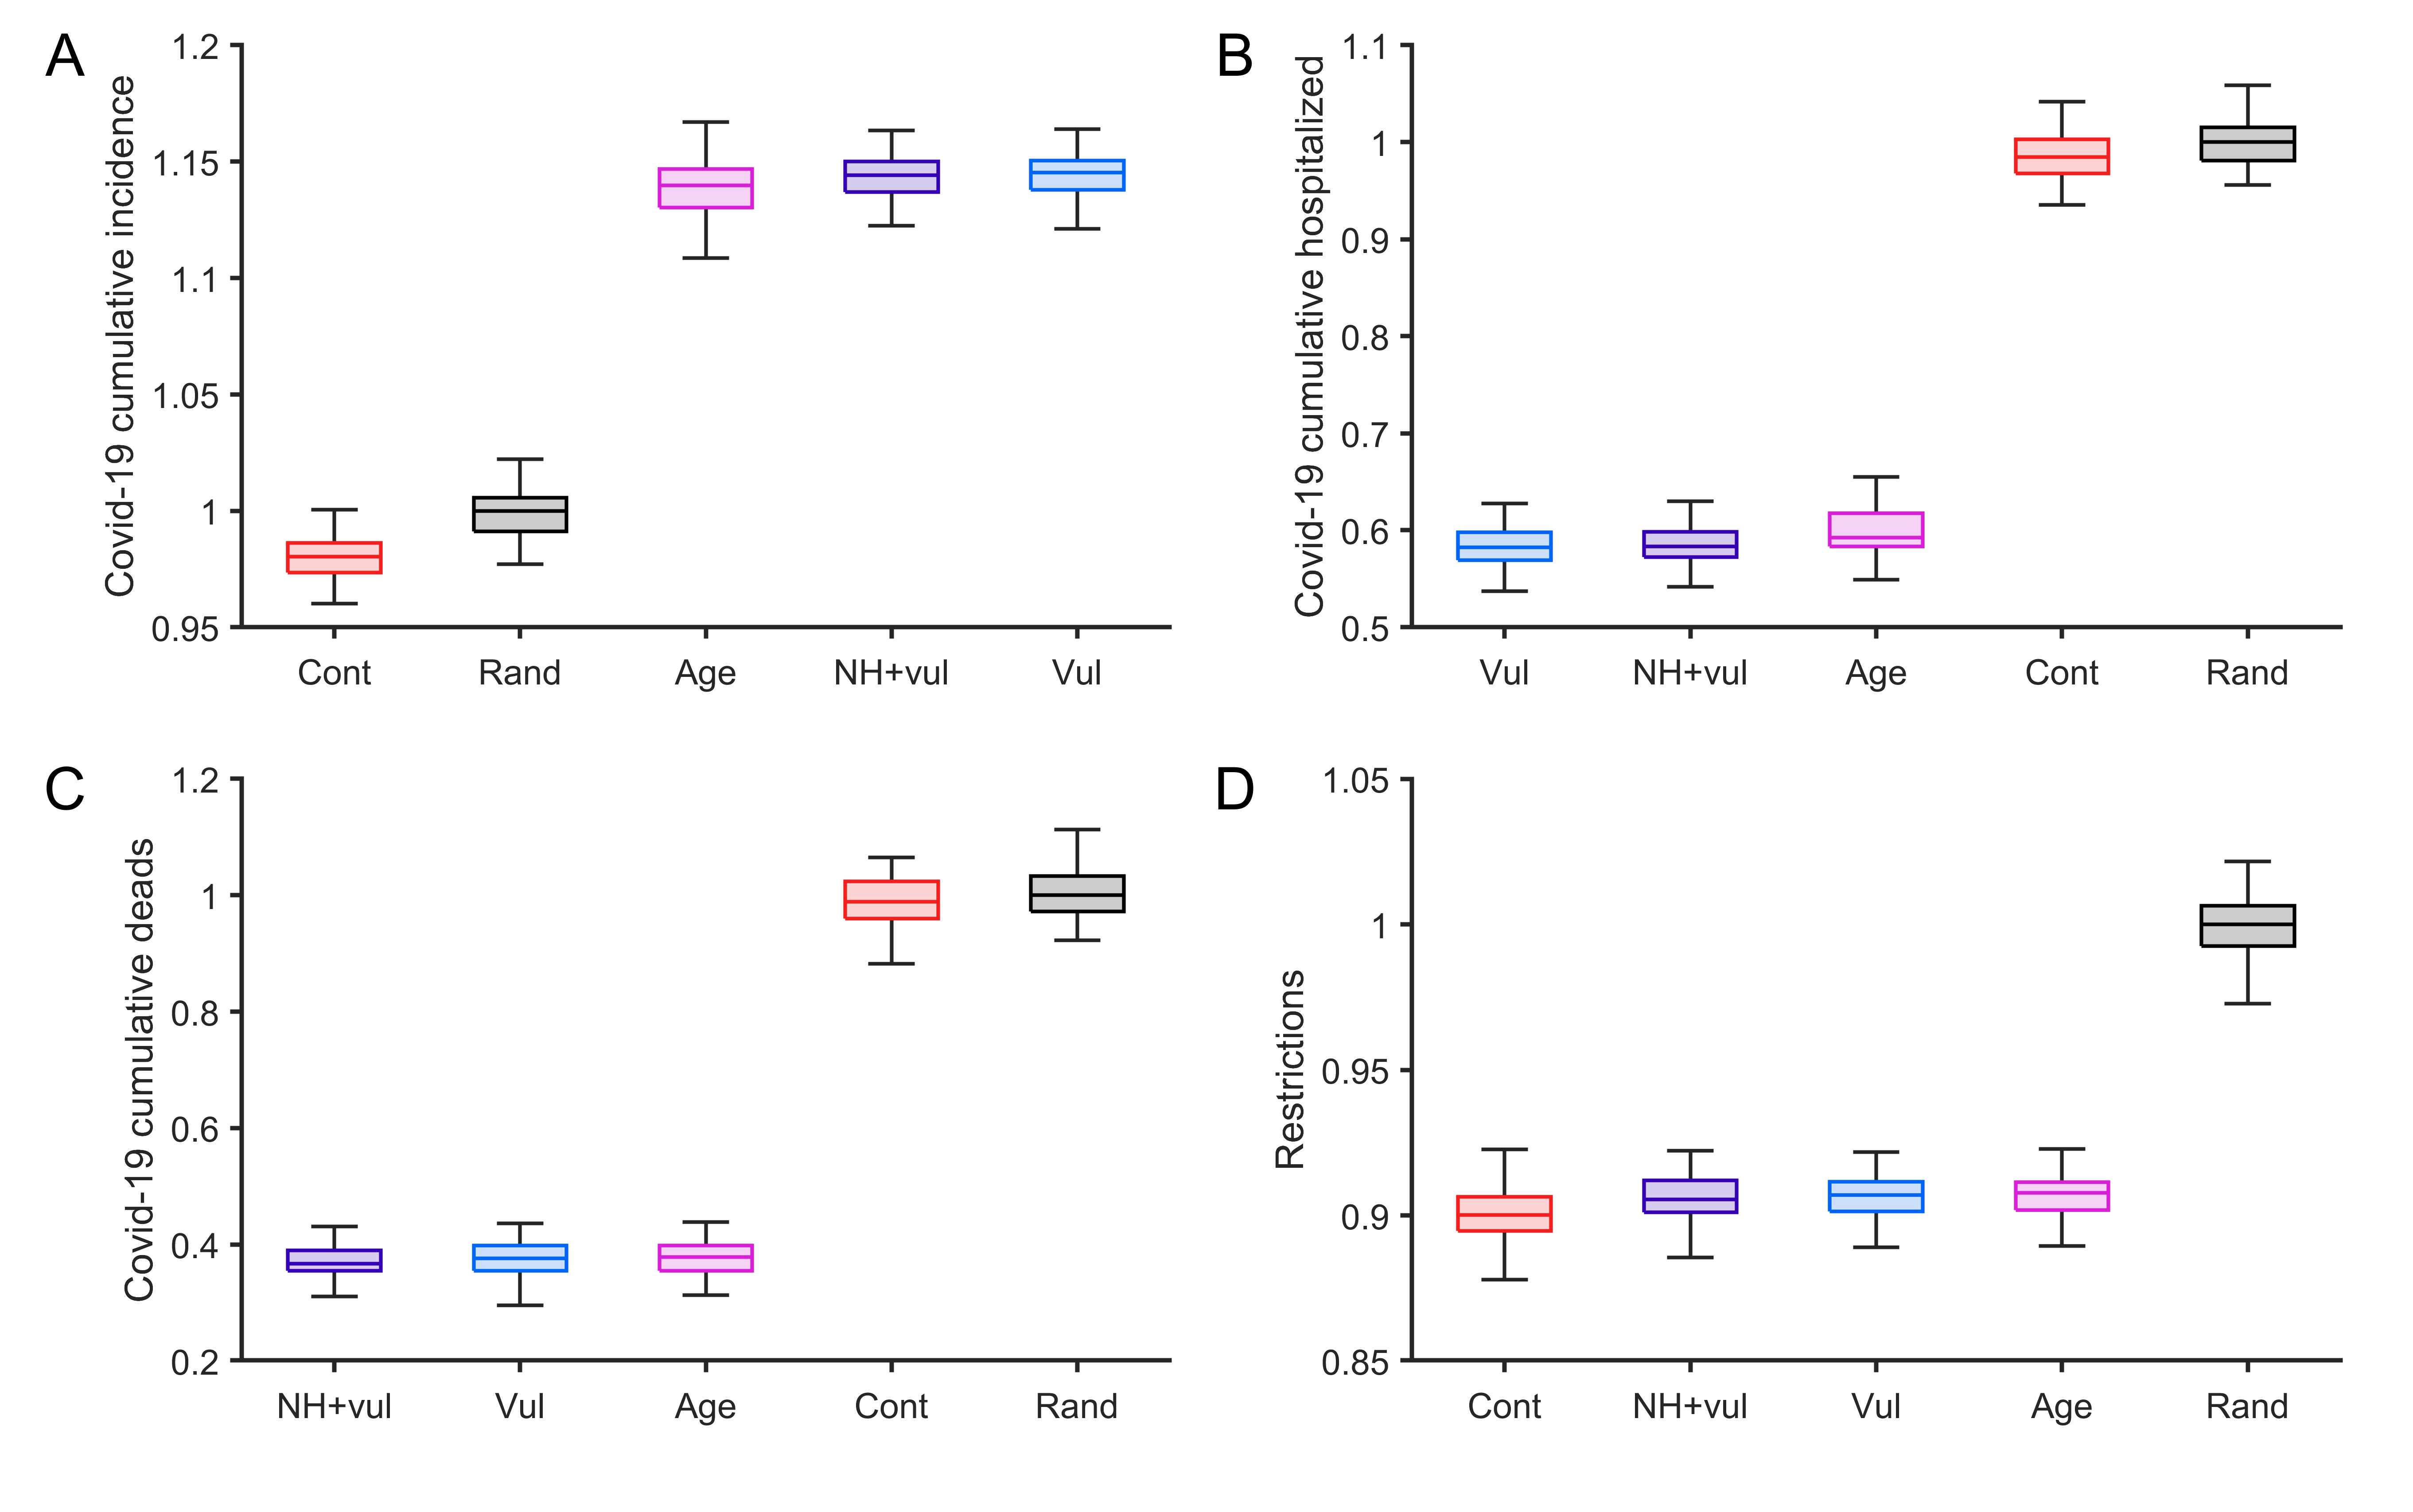 A
Covid-19 cumulative incidence
1.2
1.15
1.1
1.05
1
0.95
Cont Rand Age NH+vul Vul
B
Covid-19 cumulative hospitalized
1.1
1
0.9
0.8
0.7
0.6
0.5
Vul NH+vul Age Cont Rand
C
Covid-19 cumulative deads
1.2
1
0.8
0.6
0.4
0.2
NH+vul Vul Age Cont Rand
D
Restrictions
1.05
1
0.95
0.9
0.85
Cont NH+vul Vul Age Rand